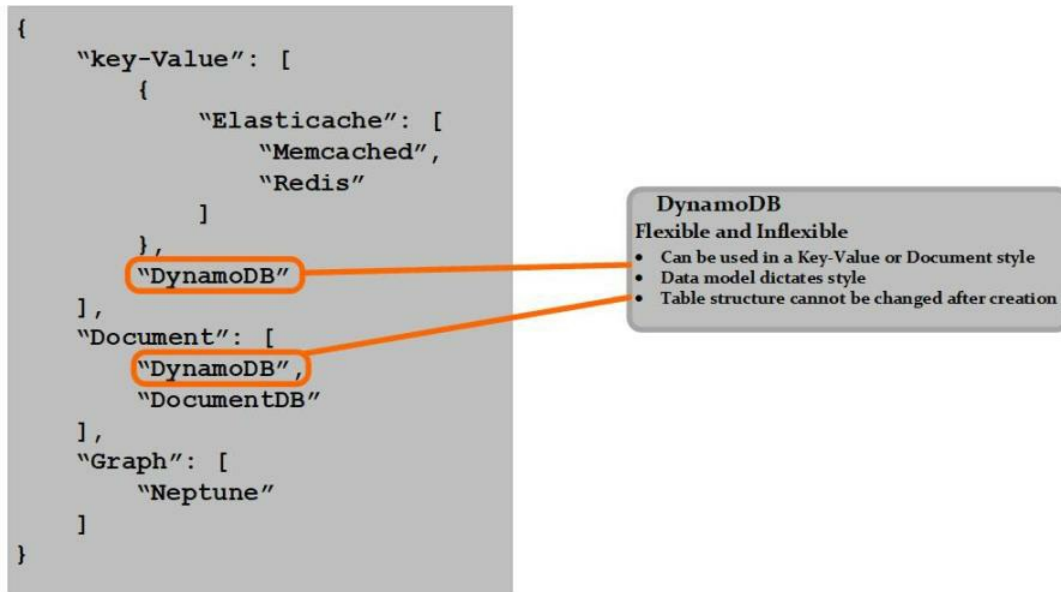 {
“key-Value”: [
{
“Elasticache”: [
“Memcached”,
“Redis”
]
},
“DynamoDB”
],
“Document”: [
“DynamoDB”,
“DocumentDB”
],
“Graph”: [
“Neptune”
]
}
DynamoDB
Flexible and Inflexible
• Can be used in a Key-Value or Document style
• Data model dictates style
• Table structure cannot be changed after creation